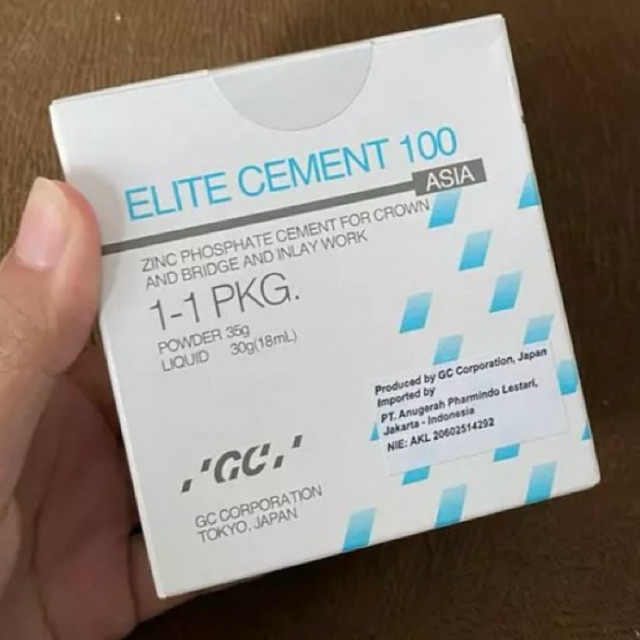 ELITE CEMENT 100
ASIA
ZINC PHOSPHATE CEMENT FOR CROWN
AND BRIDGE AND INLAY WORK
1-1 PKG.
POWDER 35g
LIQUID 30g(18mL)
Produced by GC Corporation, Japan
Imported by
PT. Anugerah Pharmindo Lestari,
Jakarta - Indonesia
NIE: AKL 20602514292
GC
GC CORPORATION
TOKYO, JAPAN